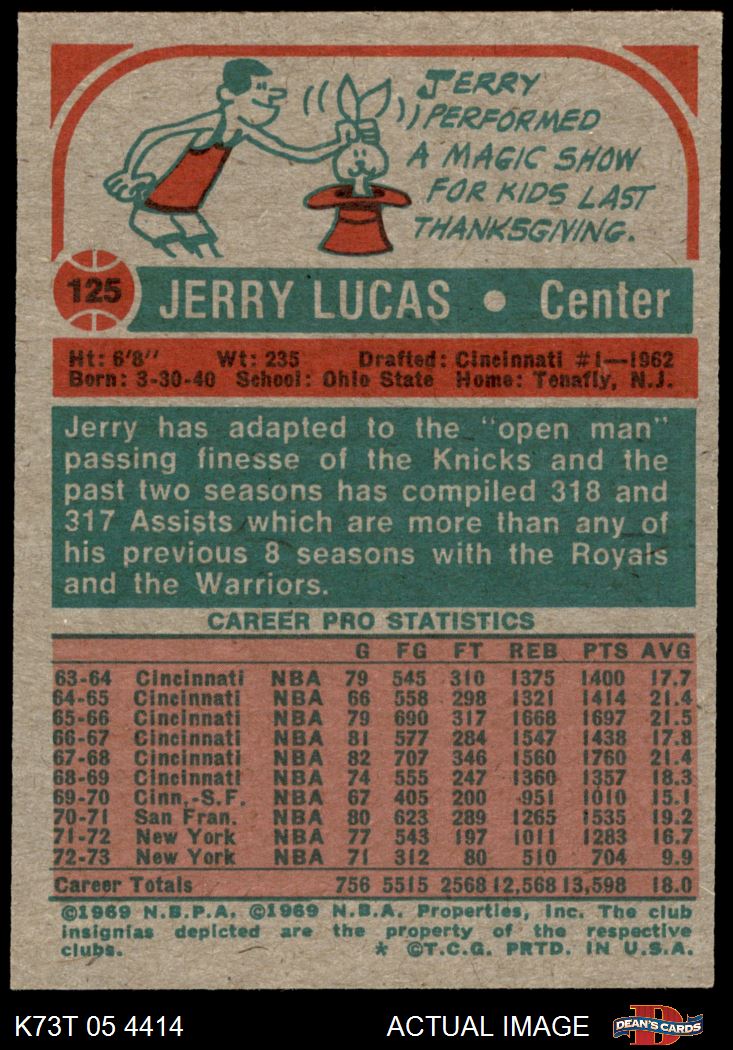 JERRY
PERFORMED
A MAGIC SHOW
FOR KIDS LAST
THANKSGIVING.
125 JERRY LUCAS • Center
Ht: 6'8" Wt: 235 Drafted: Cincinnati #1—1962
Born: 3-30-40 School: Ohio State Home: Tenafly, N.J.
Jerry has adapted to the "open man"
passing finesse of the Knicks and the
past two seasons has compiled 318 and
317 Assists which are more than any of
his previous 8 seasons with the Royals
and the Warriors.
CAREER PRO STATISTICS
G FG FT REB PTS AVG
63-64 Cincinnati NBA 79 545 310 1375 1400 17.7
64-65 Cincinnati NBA 66 558 298 1321 1414 21.4
65-66 Cincinnati NBA 79 690 317 1668 1697 21.5
66-67 Cincinnati NBA 81 577 284 1547 1438 17.8
67-68 Cincinnati NBA 82 707 346 1560 1760 21.4
68-69 Cincinnati NBA 74 555 247 1360 1357 18.3
69-70 Cinn.-S.F. NBA 67 405 200 951 1010 15.1
70-71 San Fran. NBA 80 623 289 1265 1535 19.2
71-72 New York NBA 77 543 197 1011 1283 16.7
72-73 New York NBA 71 312 80 510 704 9.9
Career Totals 756 5515 2568 12,568 13,598 18.0
©1969 N.B.P.A. ©1969 N.B.A. Properties, Inc. The club
insignias depicted are the property of the respective
clubs. * ©T.C.G. PRTD. IN U.S.A.
K73T 05 4414 ACTUAL IMAGE DEAN'S CARDS